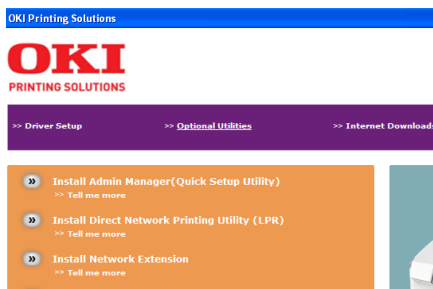 OKI Printing Solutions
OKI
PRINTING SOLUTIONS
>> Driver Setup >> Optional Utilities >> Internet Downloads
Install Admin Manager(Quick Setup Utility)
>> Tell me more
Install Direct Network Printing Utility (LPR)
>> Tell me more
Install Network Extension
>> Tell me more